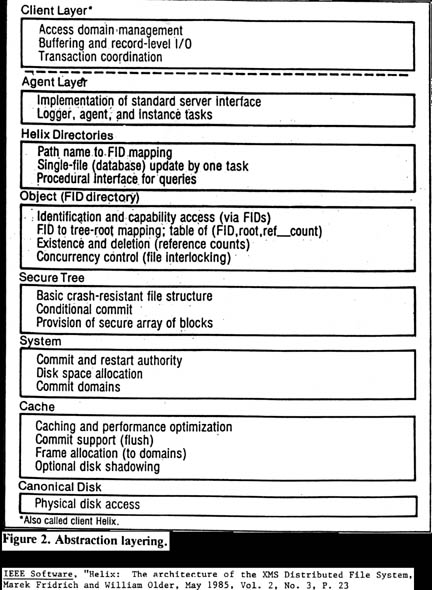 Client Layer*
Access domain management
Buffering and record-level I/O
Transaction coordination
Agent Layer
Implementation of standard server interface
Logger, agent, and instance tasks
Helix Directories
Path name to FID mapping
Single-file (database) update by one task
Procedural interface for queries
Object (FID directory)
Identification and capability access (via FIDs)
FID to tree-root mapping; table of (FID,root,ref_count)
Existence and deletion (reference counts)
Concurrency control (file interlocking)
Secure Tree
Basic crash-resistant file structure
Conditional commit
Provision of secure array of blocks
System
Commit and restart authority
Disk space allocation
Commit domains
Cache
Caching and performance optimization
Commit support (flush)
Frame allocation (to domains)
Optional disk shadowing
Canonical Disk
Physical disk access
*Also called client Helix.
Figure 2. Abstraction layering.
IEEE Software, "Helix: The architecture of the XMS Distributed File System,
Marek Fridrich and William Older, May 1985, Vol. 2, No. 3, P. 23